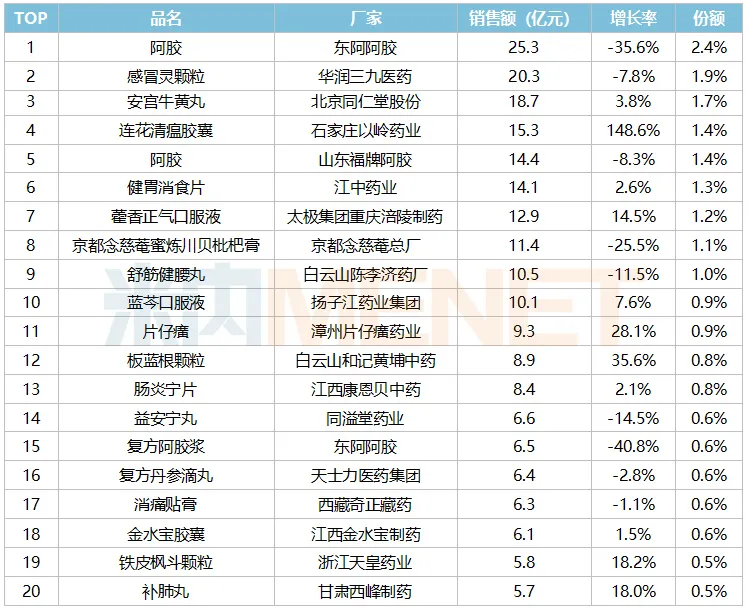 TOP 品名 厂家 销售额（亿元） 增长率 份额
1 阿胶 东阿阿胶 25.3 -35.6% 2.4%
2 感冒灵颗粒 华润三九医药 20.3 -7.8% 1.9%
3 安宫牛黄丸 北京同仁堂股份 18.7 3.8% 1.7%
4 连花清瘟胶囊 石家庄以岭药业 15.3 148.6% 1.4%
5 阿胶 山东福牌阿胶 14.4 -8.3% 1.4%
6 健胃消食片 江中药业 14.1 2.6% 1.3%
7 藿香正气口服液 太极集团重庆涪陵制药 12.9 14.5% 1.2%
8 京都念慈菴蜜炼川贝枇杷膏 京都念慈菴总厂 11.4 -25.5% 1.1%
9 舒筋健腰丸 白云山陈李济药厂 10.5 -11.5% 1.0%
10 蓝芩口服液 扬子江药业集团 10.1 7.6% 0.9%
11 片仔癀 漳州片仔癀药业 9.3 28.1% 0.9%
12 板蓝根颗粒 白云山和记黄埔中药 8.9 35.6% 0.8%
13 肠炎宁片 江西康恩贝中药 8.4 2.1% 0.8%
14 益安宁丸 同溢堂药业 6.6 -14.5% 0.6%
15 复方阿胶浆 东阿阿胶 6.5 -40.8% 0.6%
16 复方丹参滴丸 天士力医药集团 6.4 -2.8% 0.6%
17 消痛贴膏 西藏奇正藏药 6.3 -1.1% 0.6%
18 金水宝胶囊 江西金水宝制药 6.1 1.5% 0.6%
19 铁皮枫斗颗粒 浙江天皇药业 5.8 18.2% 0.5%
20 补肺丸 甘肃西峰制药 5.7 18.0% 0.5%
米内MENET